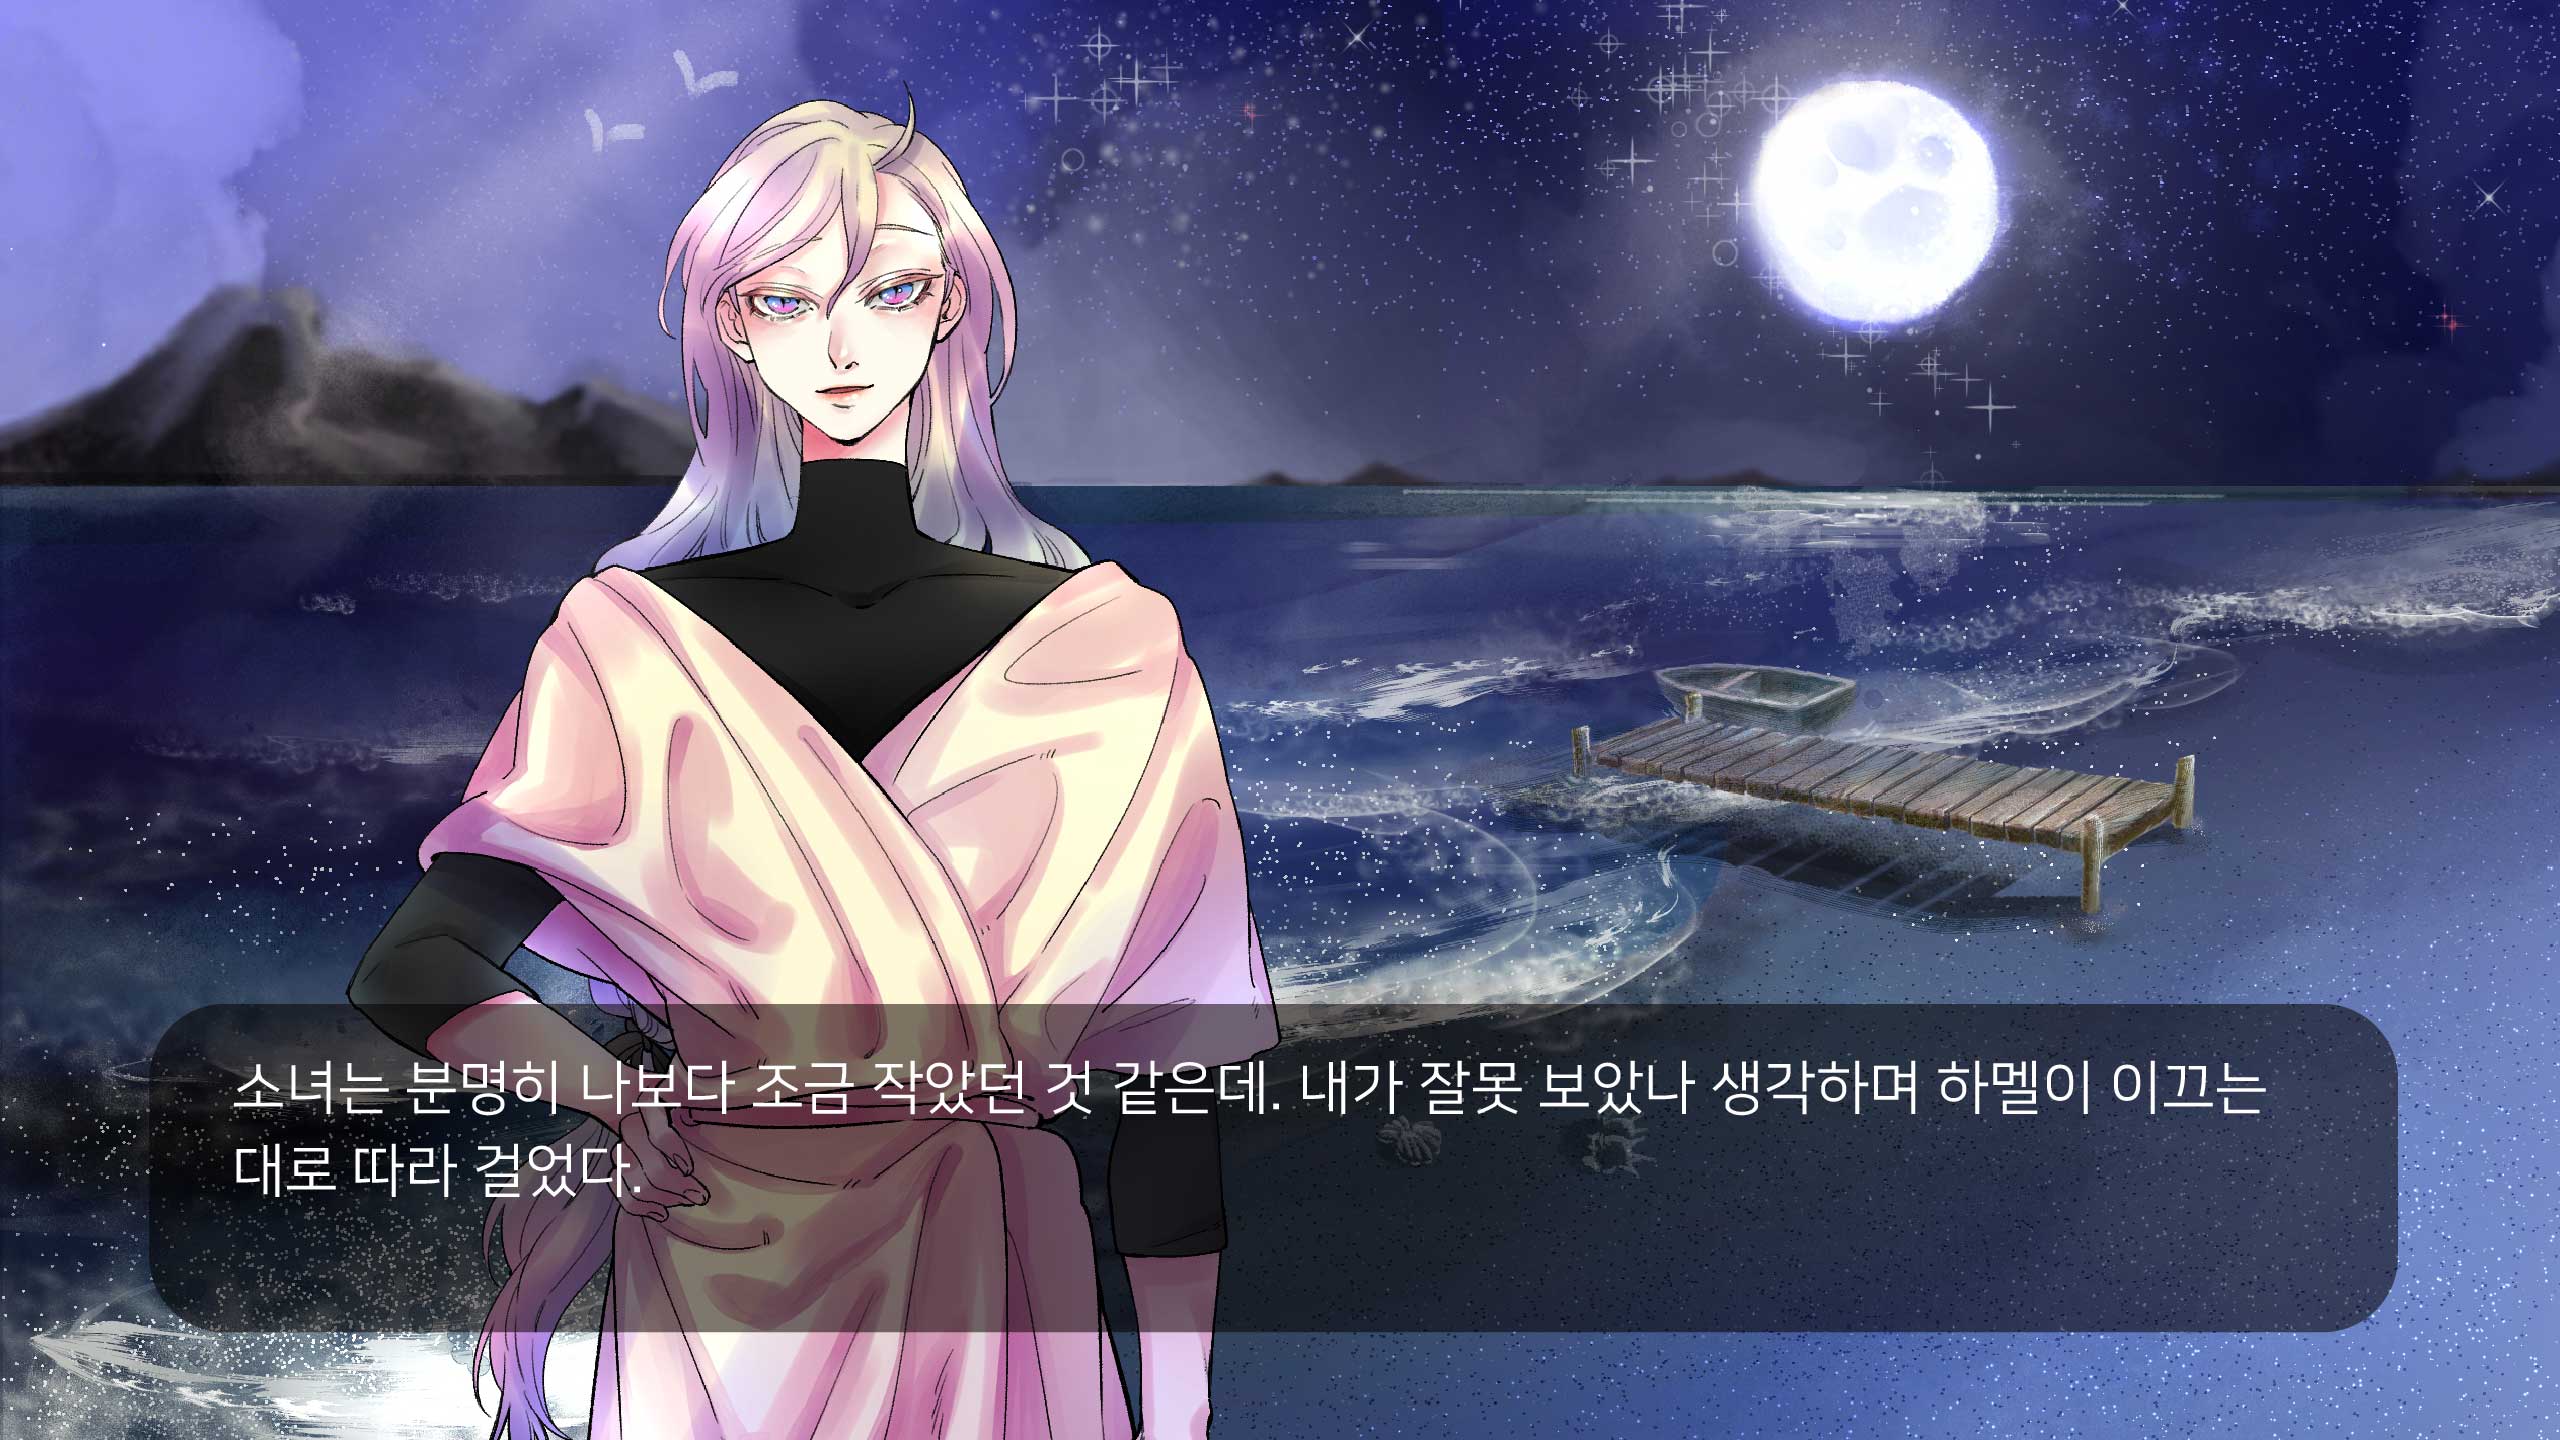 소녀는 분명히 나보다 조금 작았던 것 같은데. 내가 잘못 보았나 생각하며 하멜이 이끄는
대로 따라 걸었다.